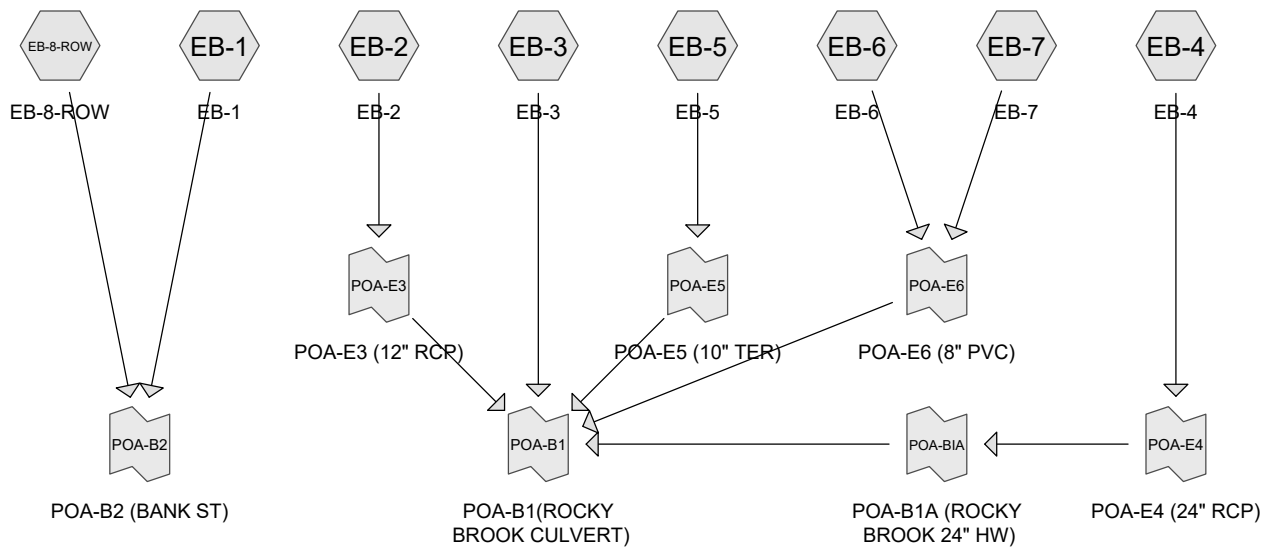 EB-8-ROW
EB-1
EB-2
EB-3
EB-5
EB-6
EB-7
EB-4
EB-8-ROW
EB-1
EB-2
EB-3
EB-5
EB-6
EB-7
EB-4
POA-E3
POA-E5
POA-E6
POA-E3 (12" RCP)
POA-E5 (10" TER)
POA-E6 (8" PVC)
POA-B2
POA-B1
POA-BIA
POA-E4
POA-B2 (BANK ST)
POA-B1(ROCKY
BROOK CULVERT)
POA-B1A (ROCKY
BROOK 24" HW)
POA-E4 (24" RCP)